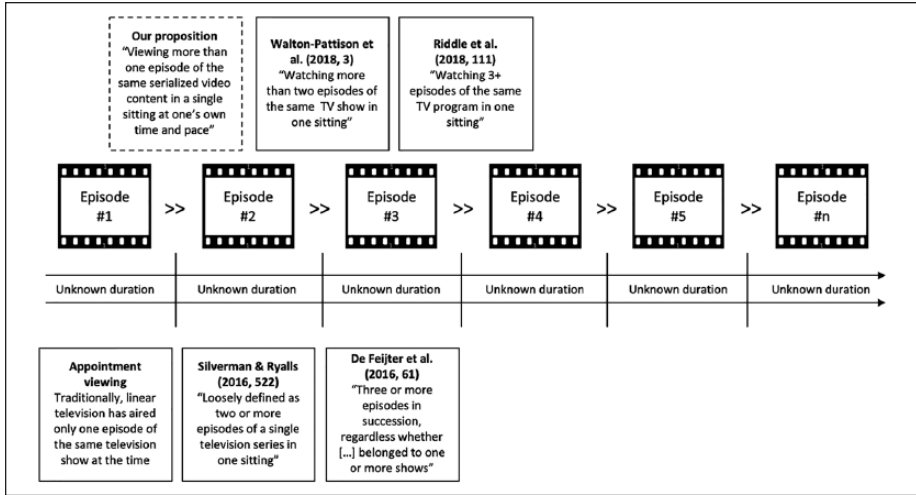 Our proposition
“Viewing more
than one episode of
the same serialized video
content in a single
sitting at one’s own
time and pace”
Walton-Pattison
et al. (2018, 3)
“Watching more
than two episodes of
the same TV show in
one sitting”
Riddle et al.
(2018, 111)
“Watching 3+
episodes of the same
TV program in one
sitting”
Episode
#1
>>
Episode
#2
>>
Episode
#3
>>
Episode
#4
>>
Episode
#5
>>
Episode
#n
Unknown duration
Unknown duration
Unknown duration
Unknown duration
Unknown duration
Unknown duration
Appointment
viewing
Traditionally, linear
television has aired
only one episode of
the same television
show at the time
Silverman & Ryalls
(2016, 522)
“Loosely defined as
two or more
episodes of a single
television series in
one sitting”
De Feijter et al.
(2016, 61)
“Three or more
episodes in
succession,
regardless whether
[...] belonged to one
or more shows”